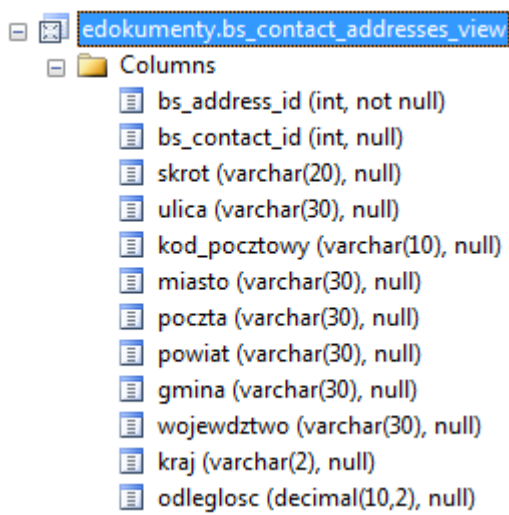 edokumenty.bs_contact_addresses_view
Columns
bs_address_id (int, not null)
bs_contact_id (int, null)
skrot (varchar(20), null)
ulica (varchar(30), null)
kod_pocztowy (varchar(10), null)
miasto (varchar(30), null)
poczta (varchar(30), null)
powiat (varchar(30), null)
gmina (varchar(30), null)
wojewdztwo (varchar(30), null)
kraj (varchar(2), null)
odleglosc (decimal(10,2), null)